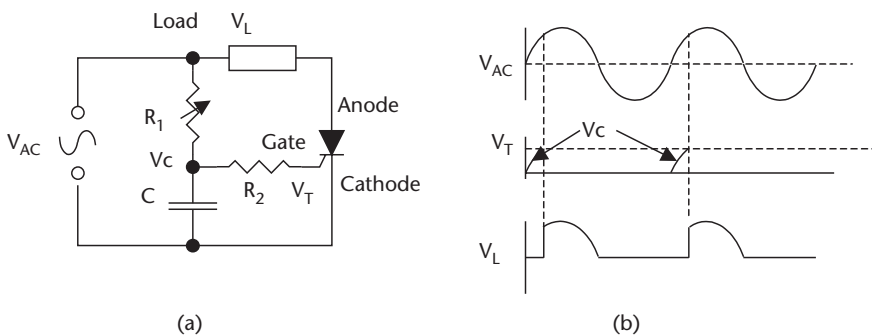 Load V_L
R_1
Anode
Gate
V_AC
Vc
R_2 V_T
Cathode
C
(a)
V_AC
V_T
Vc
V_L
(b)